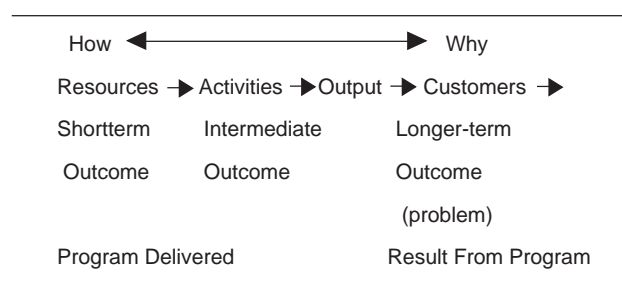 How Why
Resources Activities Output Customers
Shortterm Intermediate Longer-term
Outcome Outcome Outcome
(problem)
Program Delivered Result From Program